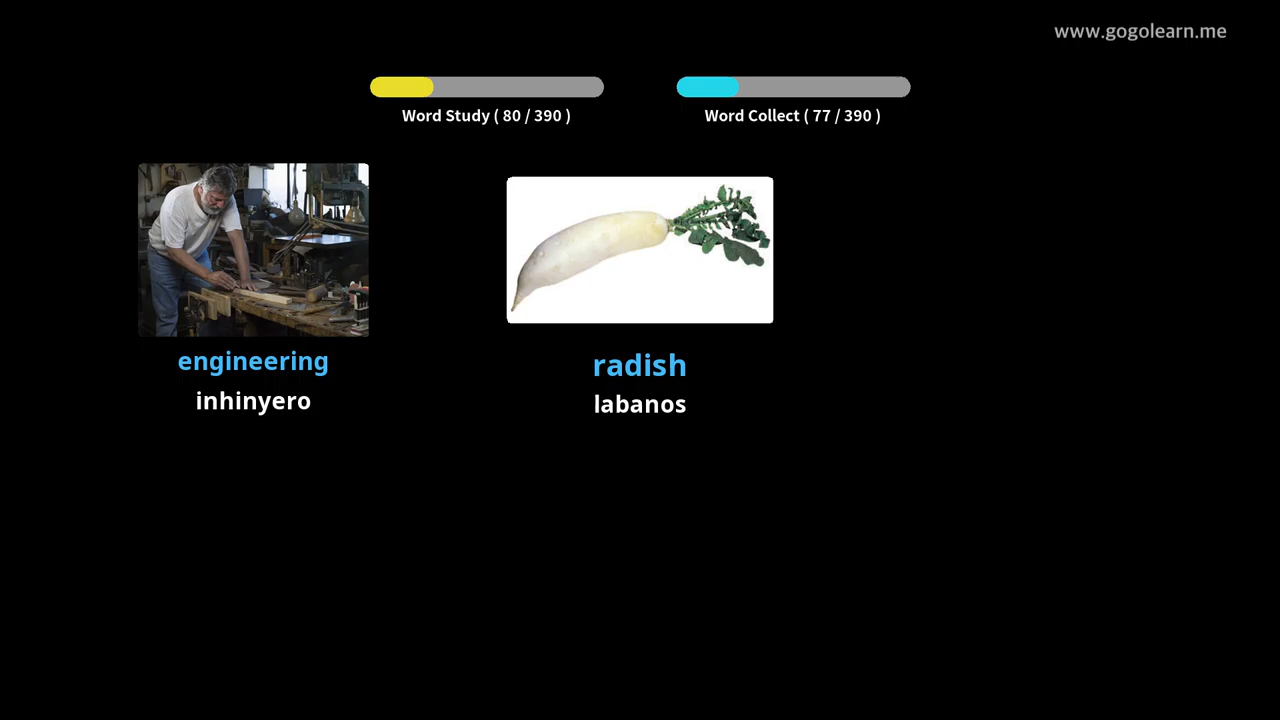 www.gogolearn.me
Word Study ( 80 / 390 )
Word Collect ( 77 / 390 )
engineering
inhinyero
radish
labanos